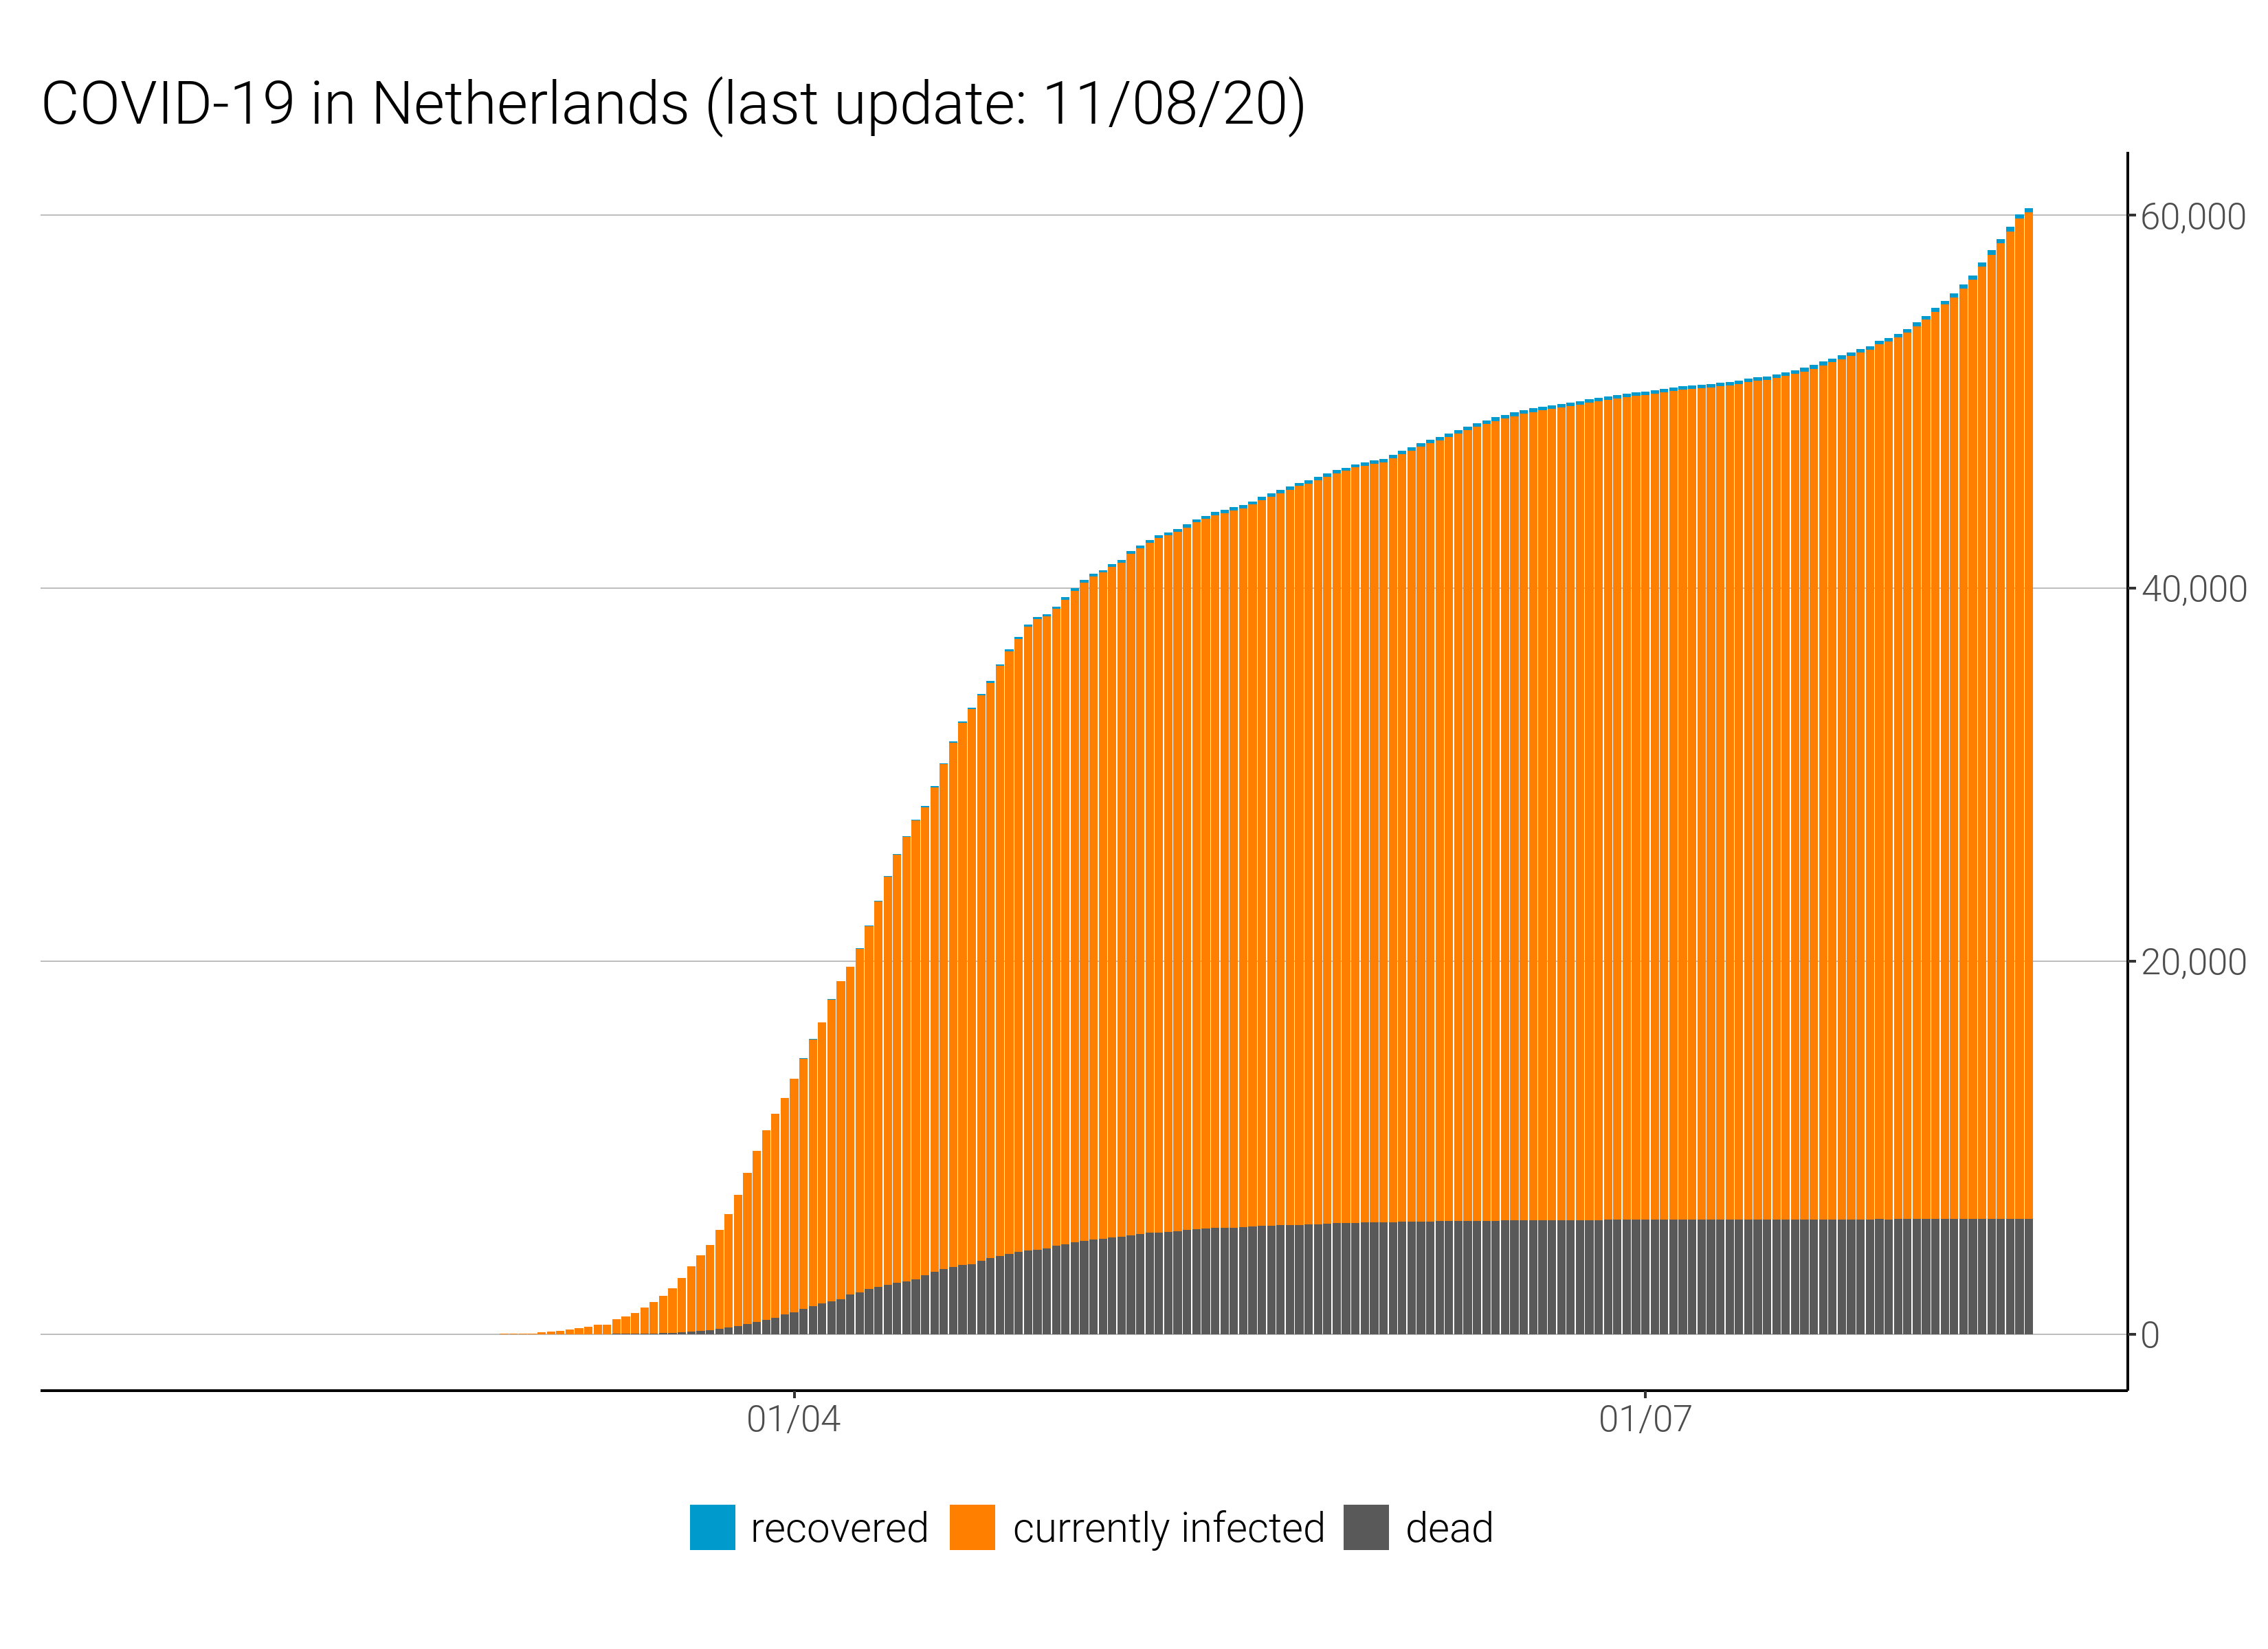 COVID-19 in Netherlands (last update: 11/08/20)
60,000
40,000
20,000
0
01/04 01/07
recovered currently infected dead